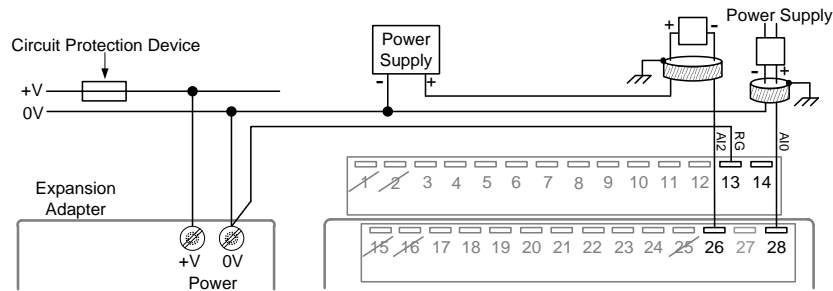 Power Supply
Circuit Protection Device
+ -
Power
Supply
- +
- +
+V
0V
AI2
RG
AI0
1 2 3 4 5 6 7 8 9 10 11 12 13 14
Expansion
Adapter
15 16 17 18 19 20 21 22 23 24 25 26 27 28
+V 0V
Power